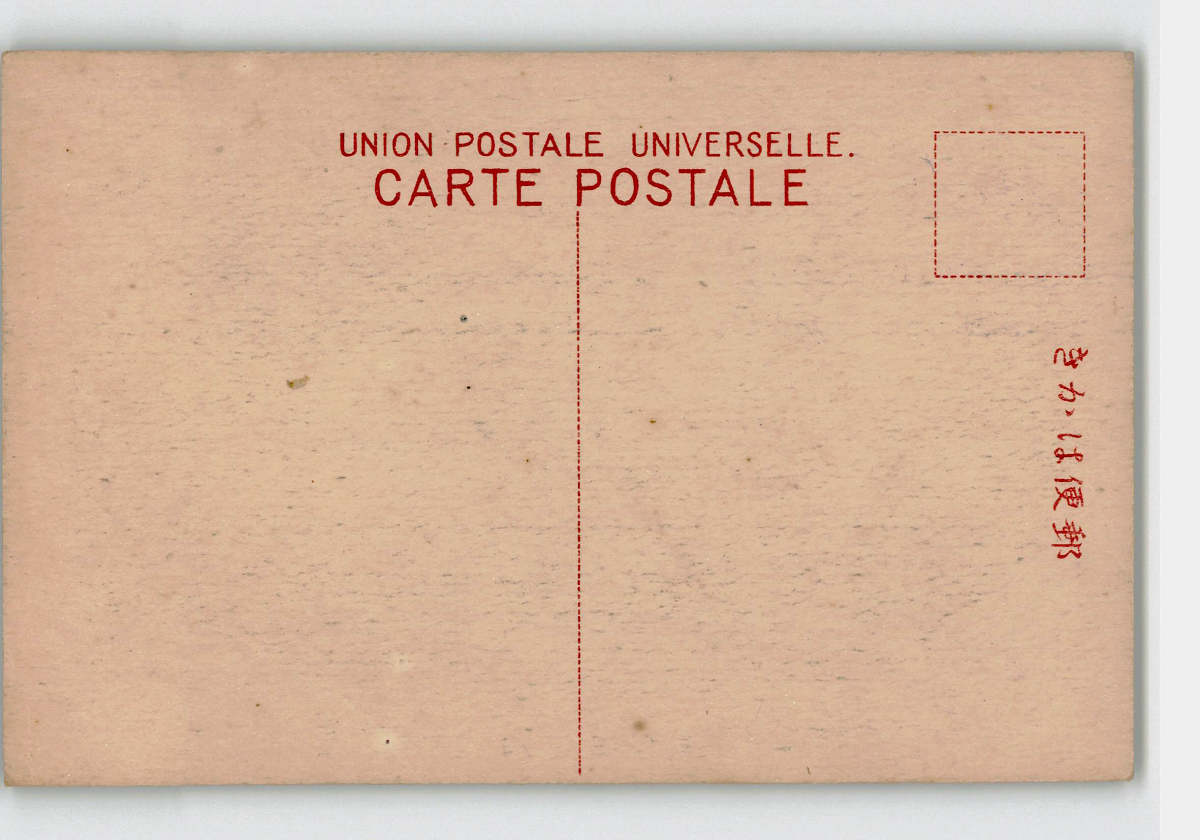 UNION POSTALE UNIVERSELLE.
CARTE POSTALE
郵便はかき